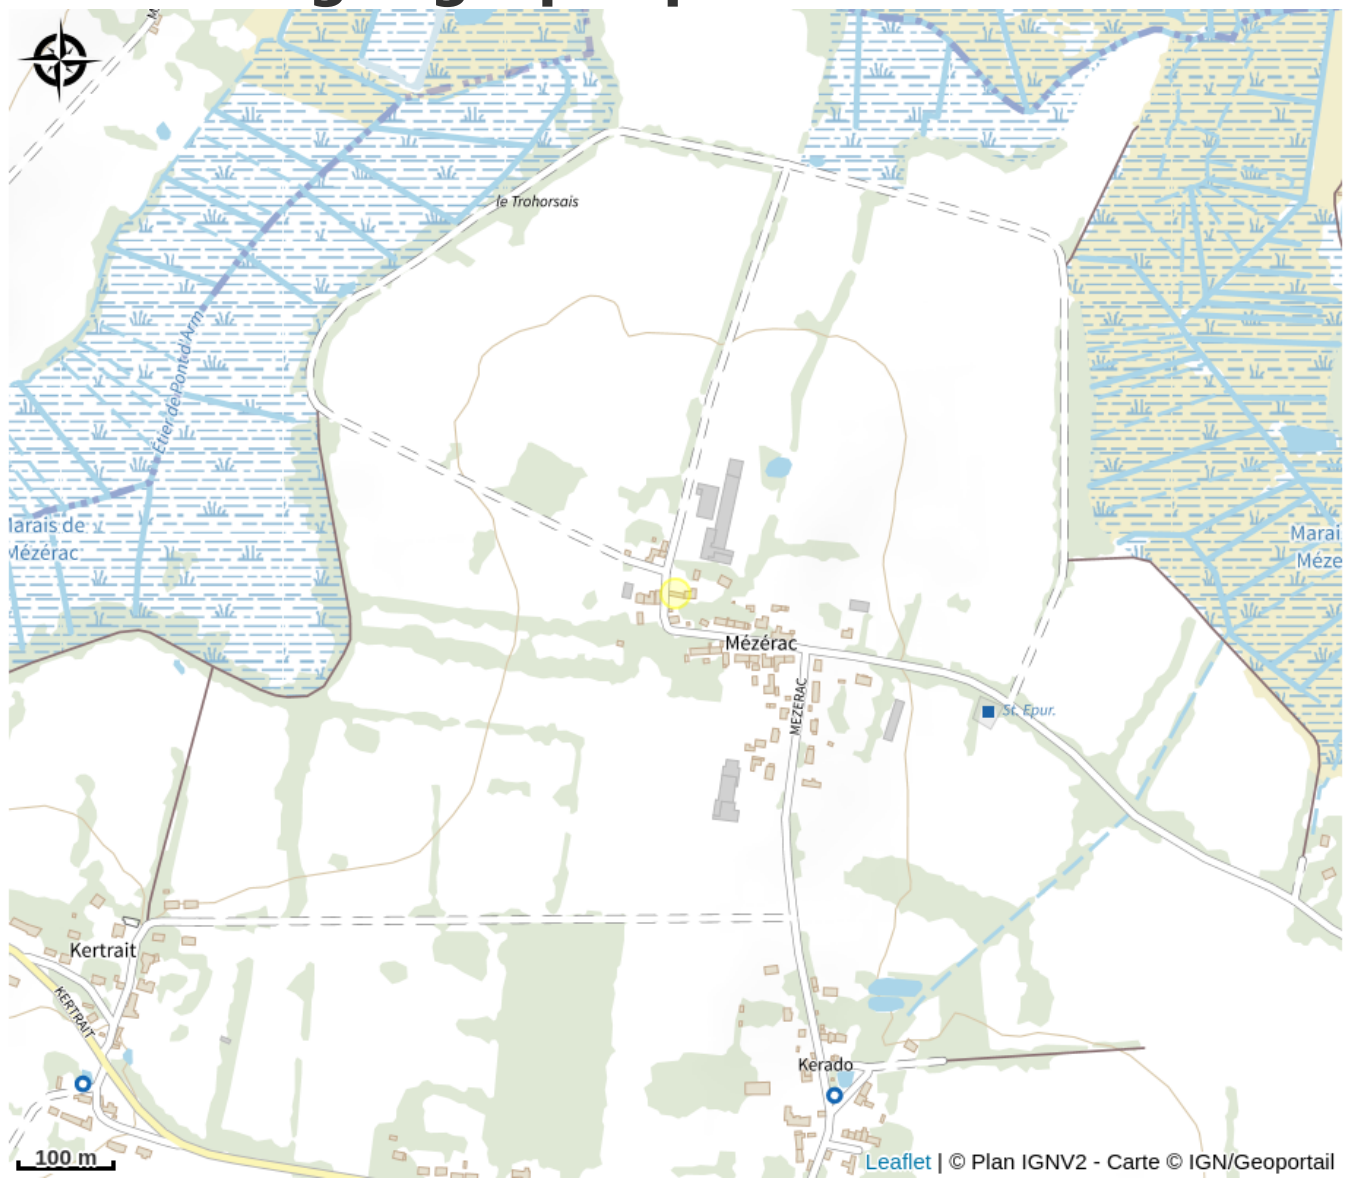 le Trohorsais
Étier de Pont d'Arm
Marais de
Mézérac
Marai
Méze
Mézérac
MEZERAC
St. Epur.
Kertrait
KERTRAIT
Kerado
100 m
Leaflet | © Plan IGNV2 - Carte © IGN/Geoportail